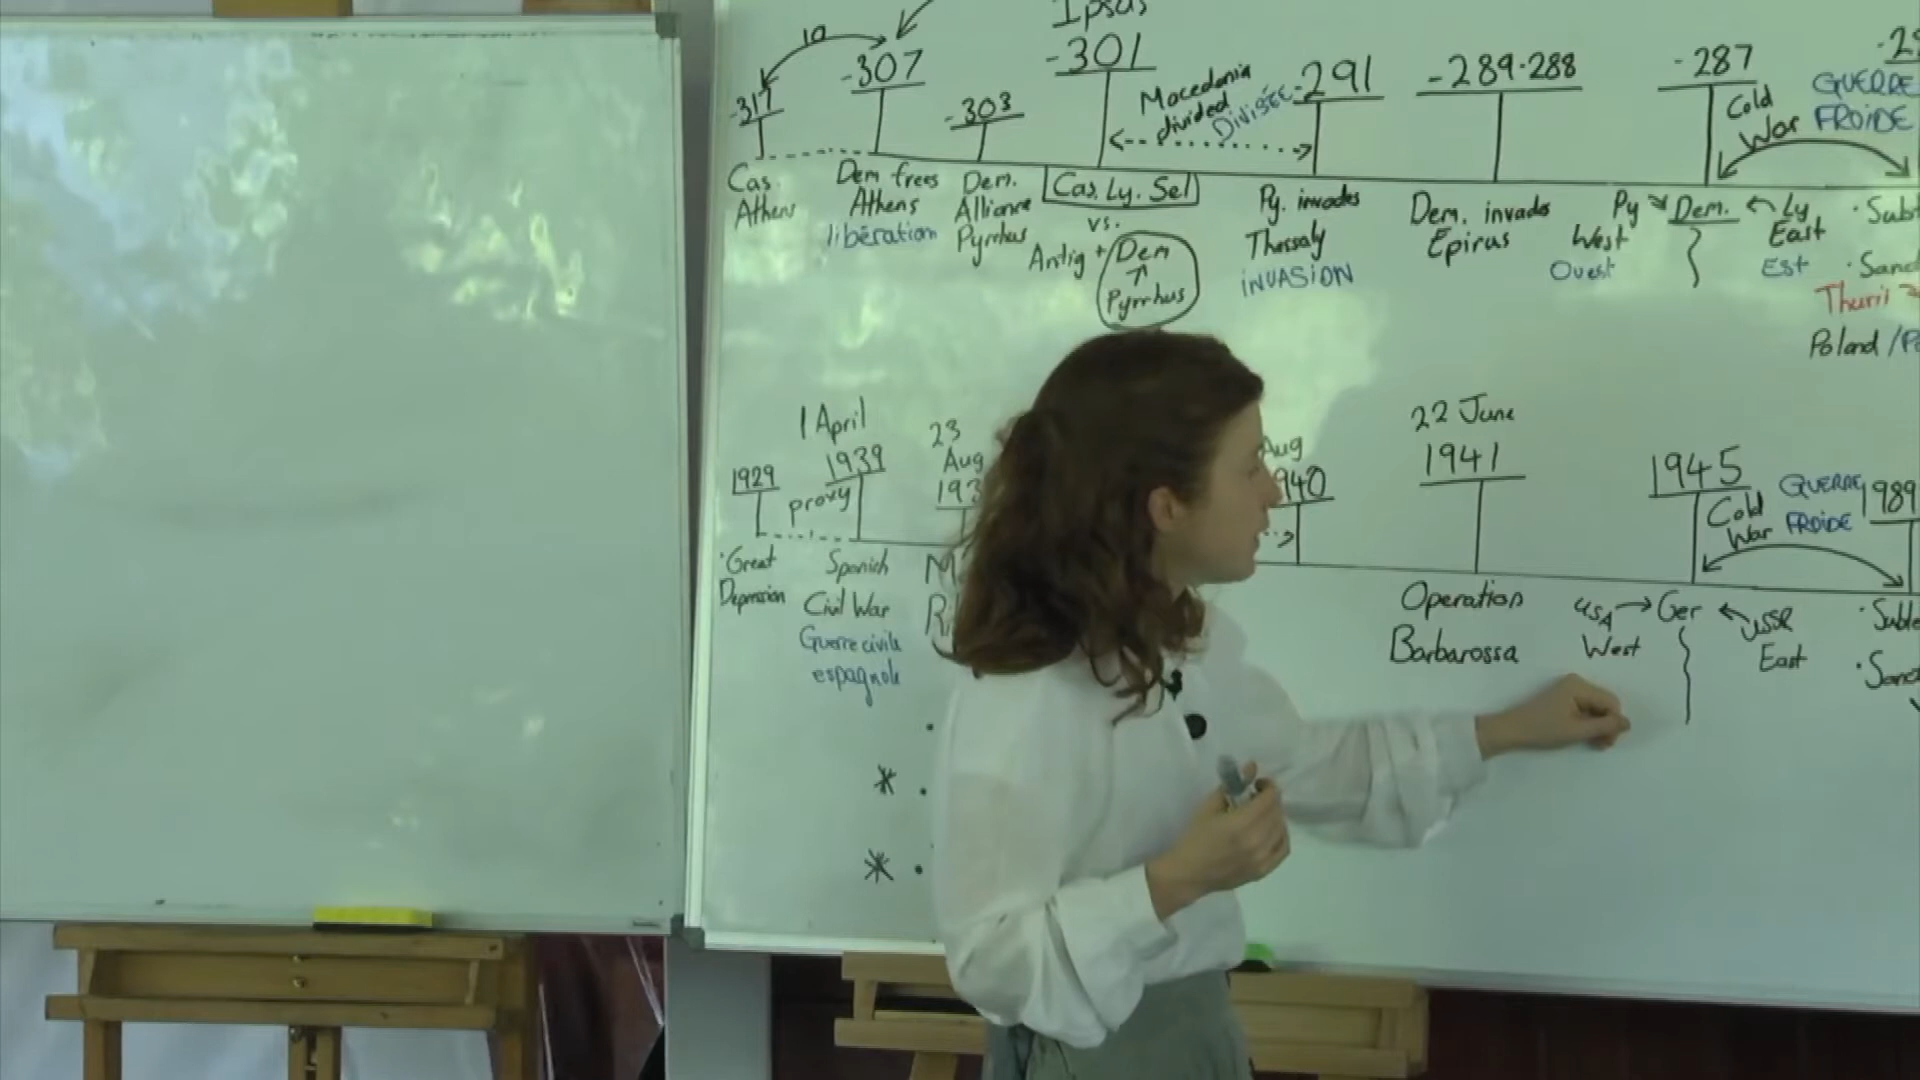 10
Ipsus
-317
-307
-303
-301
Macedonia
divided
DIVISÉE
-291
-289-288
-287
Cold
War
GUERRE
FROIDE
Cas.
Athens
Dem frees
Athens
libération
Dem.
Alliance
Pyrrhus
Cas. Ly. Sel
vs.
Antig + Dem
Pyrrhus
Py. invades
Thessaly
INVASION
Dem. invades
Epirus
Py
West
Ouest
Dem.
Ly
East
Est
Poland /
1929
proxy
1 April
1939
23
Aug
193
Aug
940
22 June
1941
1945
Cold
War
GUERRE
FROIDE
1989
Great
Depression
Spanish
Civil War
Guerre civile
espagnole
Operation
Barbarossa
USA
West
Ger
USSR
East